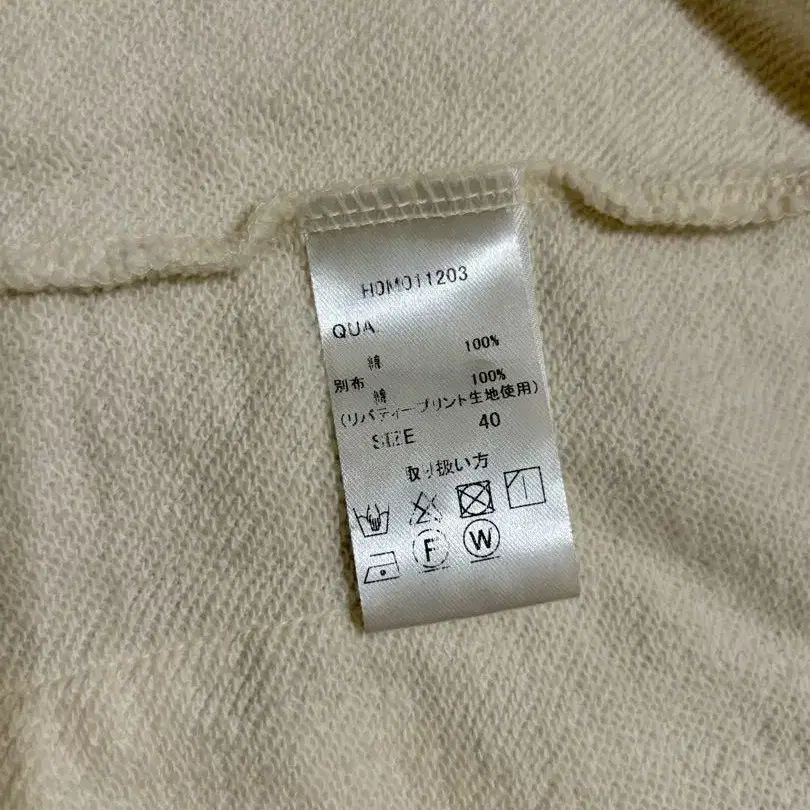 H0M011203
QUA.
綿 100%
別布
綿 100%
(リバティープリント生地使用)
SIZE 40
取り扱い方
F W